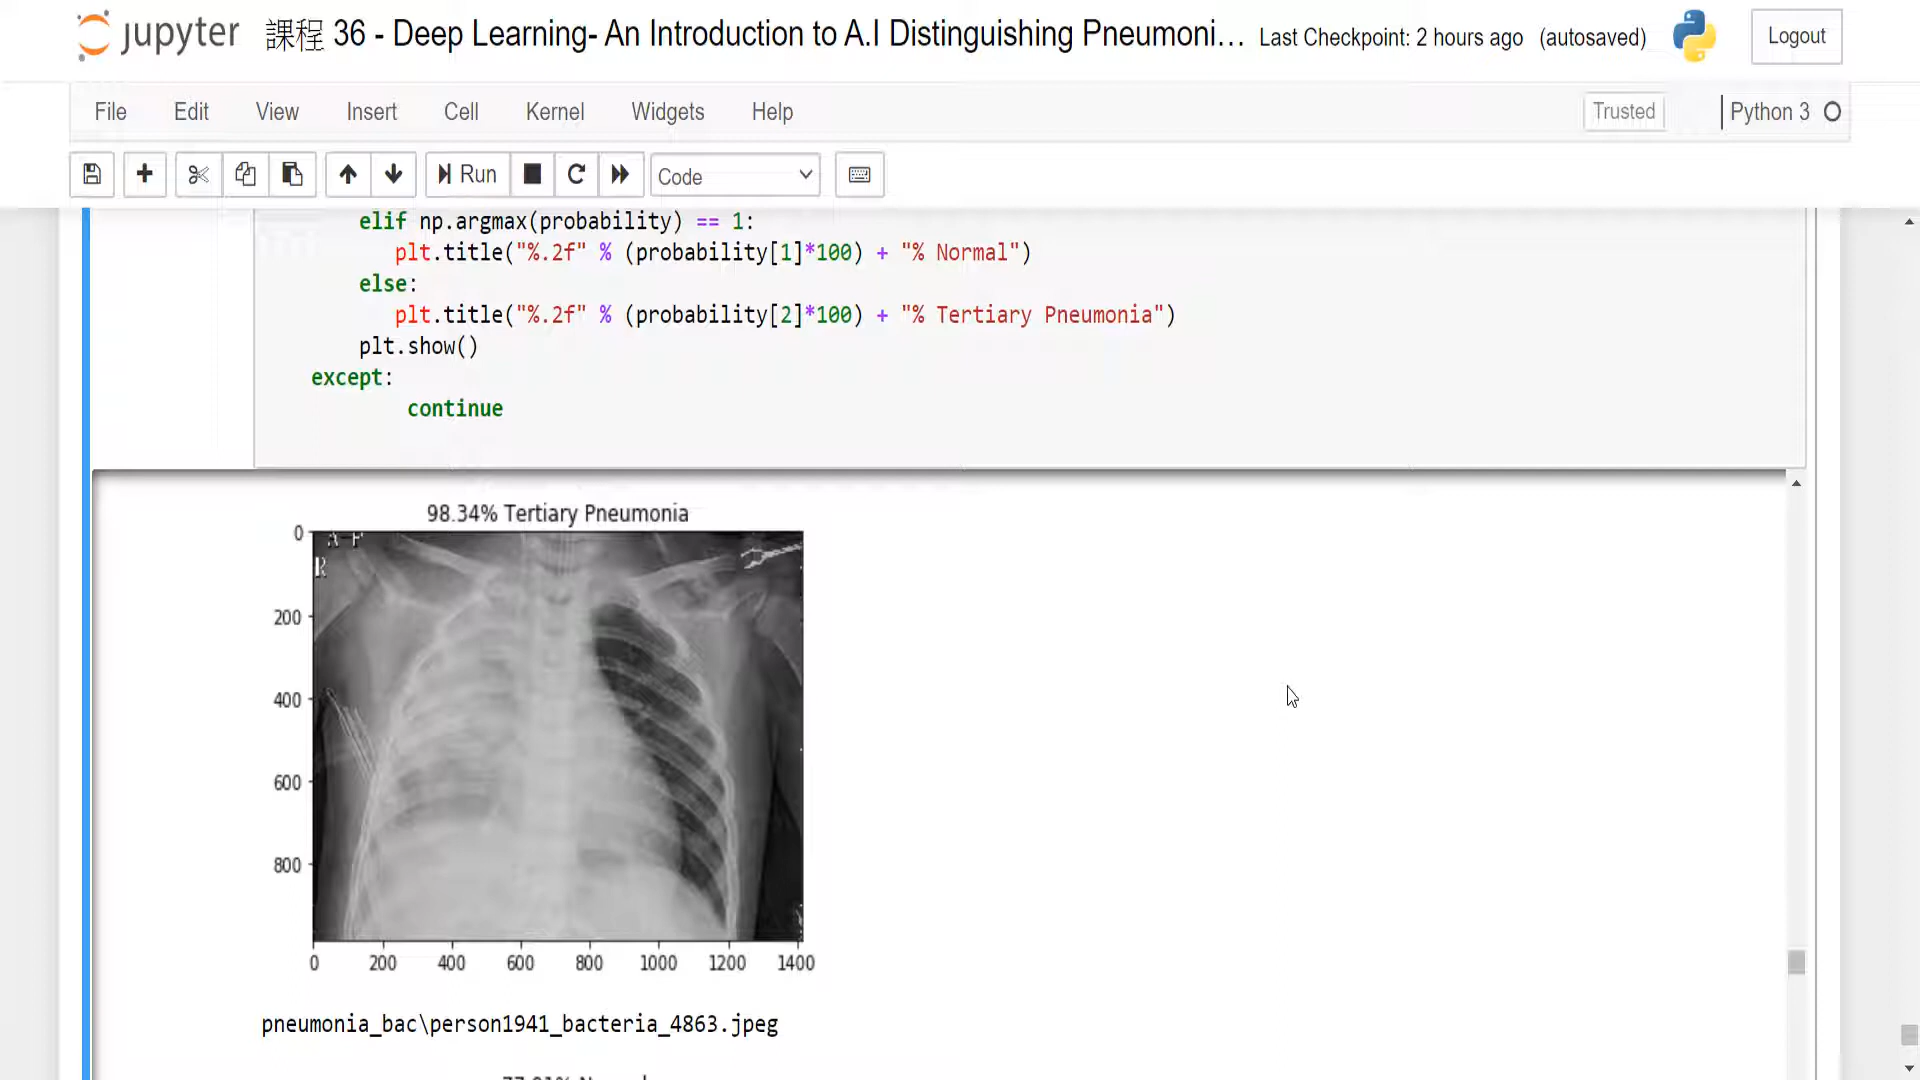 jupyter 課程 36 - Deep Learning- An Introduction to A.I Distinguishing Pneumoni... Last Checkpoint: 2 hours ago (autosaved) Logout
File Edit View Insert Cell Kernel Widgets Help Trusted Python 3
Run Code
elif np.argmax(probability) == 1:
plt.title("%.2f" % (probability[1]*100) + "% Normal")
else:
plt.title("%.2f" % (probability[2]*100) + "% Tertiary Pneumonia")
plt.show()
except:
continue
98.34% Tertiary Pneumonia
0
A-P
R
200
400
600
800
0 200 400 600 800 1000 1200 1400
pneumonia_bac\person1941_bacteria_4863.jpeg